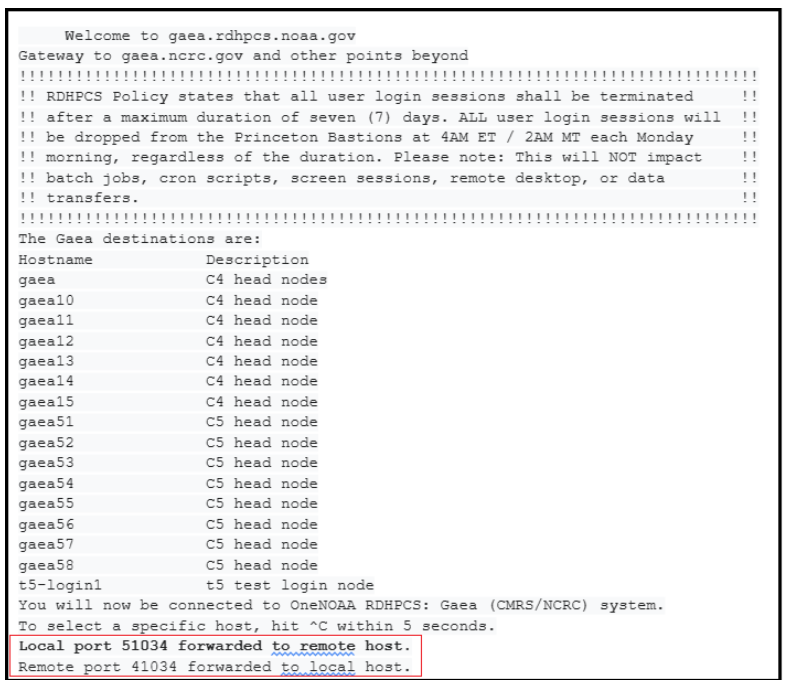 Welcome to gaea.rdhpcs.noaa.gov
Gateway to gaea.ncrc.gov and other points beyond
!!!!!!!!!!!!!!!!!!!!!!!!!!!!!!!!!!!!!!!!!!!!!!!!!!!!!!!!!!!!!!!!!!!!!!!!!!!!!!!!
!! RDHPCS Policy states that all user login sessions shall be terminated !!
!! after a maximum duration of seven (7) days. ALL user login sessions will !!
!! be dropped from the Princeton Bastions at 4AM ET / 2AM MT each Monday !!
!! morning, regardless of the duration. Please note: This will NOT impact !!
!! batch jobs, cron scripts, screen sessions, remote desktop, or data !!
!! transfers. !!
!!!!!!!!!!!!!!!!!!!!!!!!!!!!!!!!!!!!!!!!!!!!!!!!!!!!!!!!!!!!!!!!!!!!!!!!!!!!!!!!
The Gaea destinations are:
Hostname Description
gaea C4 head nodes
gaea10 C4 head node
gaea11 C4 head node
gaea12 C4 head node
gaea13 C4 head node
gaea14 C4 head node
gaea15 C4 head node
gaea51 C5 head node
gaea52 C5 head node
gaea53 C5 head node
gaea54 C5 head node
gaea55 C5 head node
gaea56 C5 head node
gaea57 C5 head node
gaea58 C5 head node
t5-login1 t5 test login node
You will now be connected to OneNOAA RDHPCS: Gaea (CMRS/NCRC) system.
To select a specific host, hit ^C within 5 seconds.
Local port 51034 forwarded to remote host.
Remote port 41034 forwarded to local host.